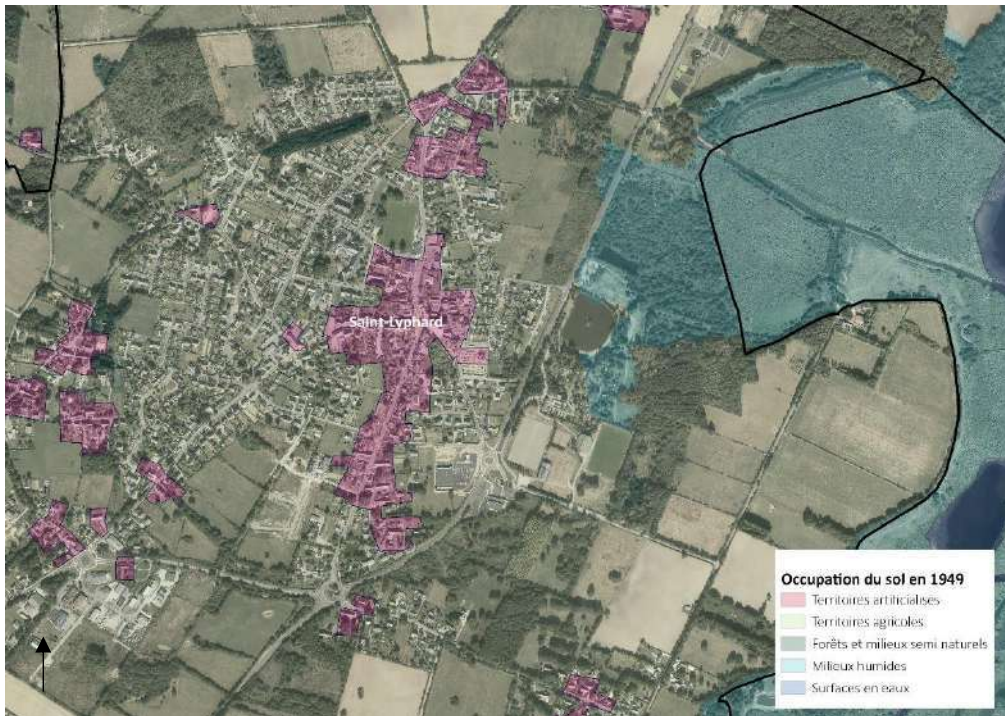 Saint-Lyphard
Occupation du sol en 1949
Territoires artificialisés
Territoires agricoles
Forêts et milieux semi naturels
Milieux humides
Surfaces en eaux